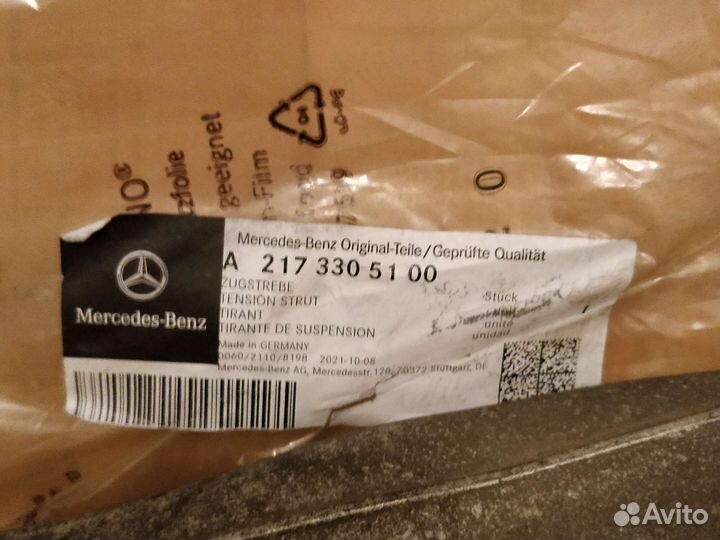 Mercedes-Benz Original-Teile/Geprüfte Qualität
A 217 330 51 00
ZUGSTREBE
TENSION STRUT
TIRANT
TIRANTE DE SUSPENSION
Made in GERMANY
0060/2110/8198 2021-10-08
Mercedes-Benz AG, Mercedesstr.120, 70372 Stuttgart, DE
Stück
unité
unidad
Mercedes-Benz
geeignet
04
Avito